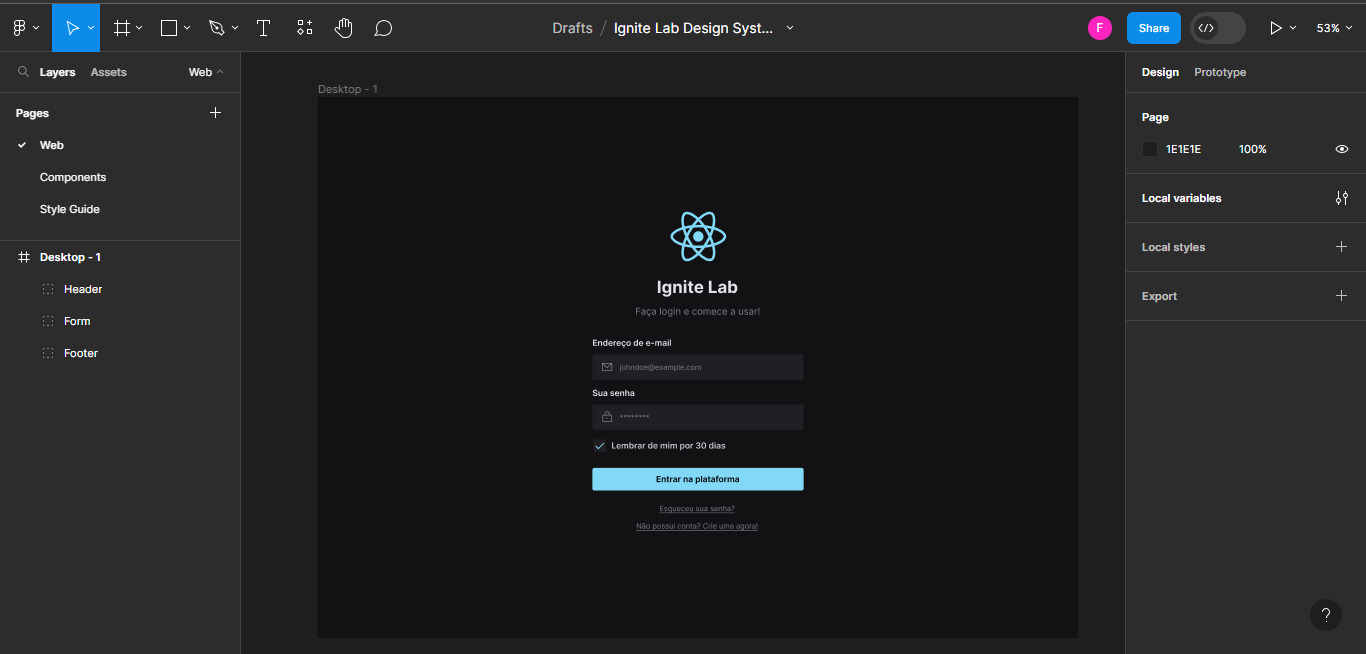 Drafts / Ignite Lab Design Syst...
F
Share
53%
Layers
Assets
Web
Pages
Web
Components
Style Guide
Desktop - 1
Header
Form
Footer
Desktop - 1
Ignite Lab
Faça login e comece a usar!
Endereço de e-mail
johndoe@example.com
Sua senha
********
Lembrar de mim por 30 dias
Entrar na plataforma
Esqueceu sua senha?
Não possui conta? Crie uma agora!
Design
Prototype
Page
1E1E1E
100%
Local variables
Local styles
Export
?